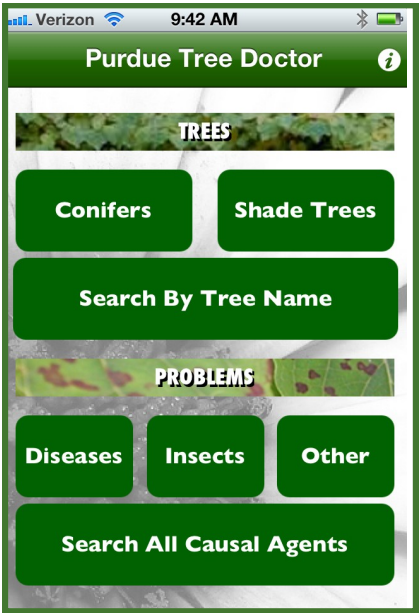 Verizon 9:42 AM
Purdue Tree Doctor i
TREES
Conifers Shade Trees
Search By Tree Name
PROBLEMS
Diseases Insects Other
Search All Causal Agents